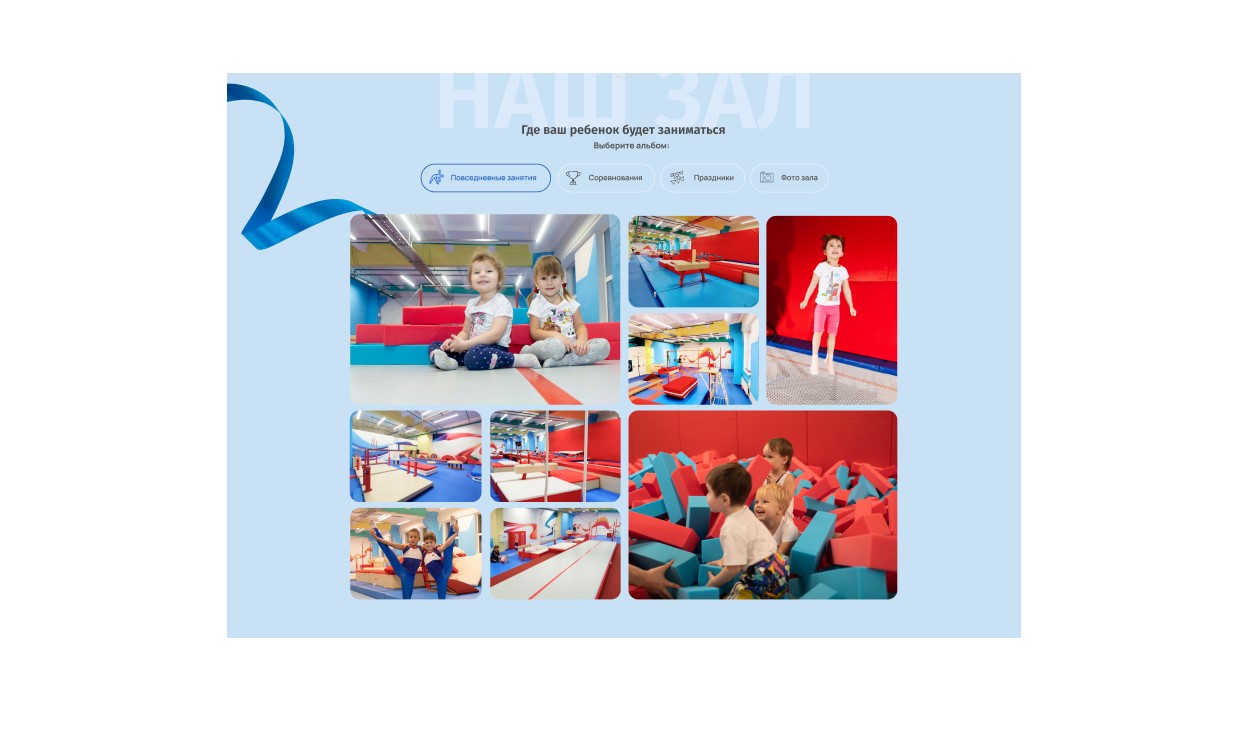 НАШ ЗАЛ
Где ваш ребенок будет заниматься
Выберите альбом:
Повседневные занятия
Соревнования
Праздники
Фото зала